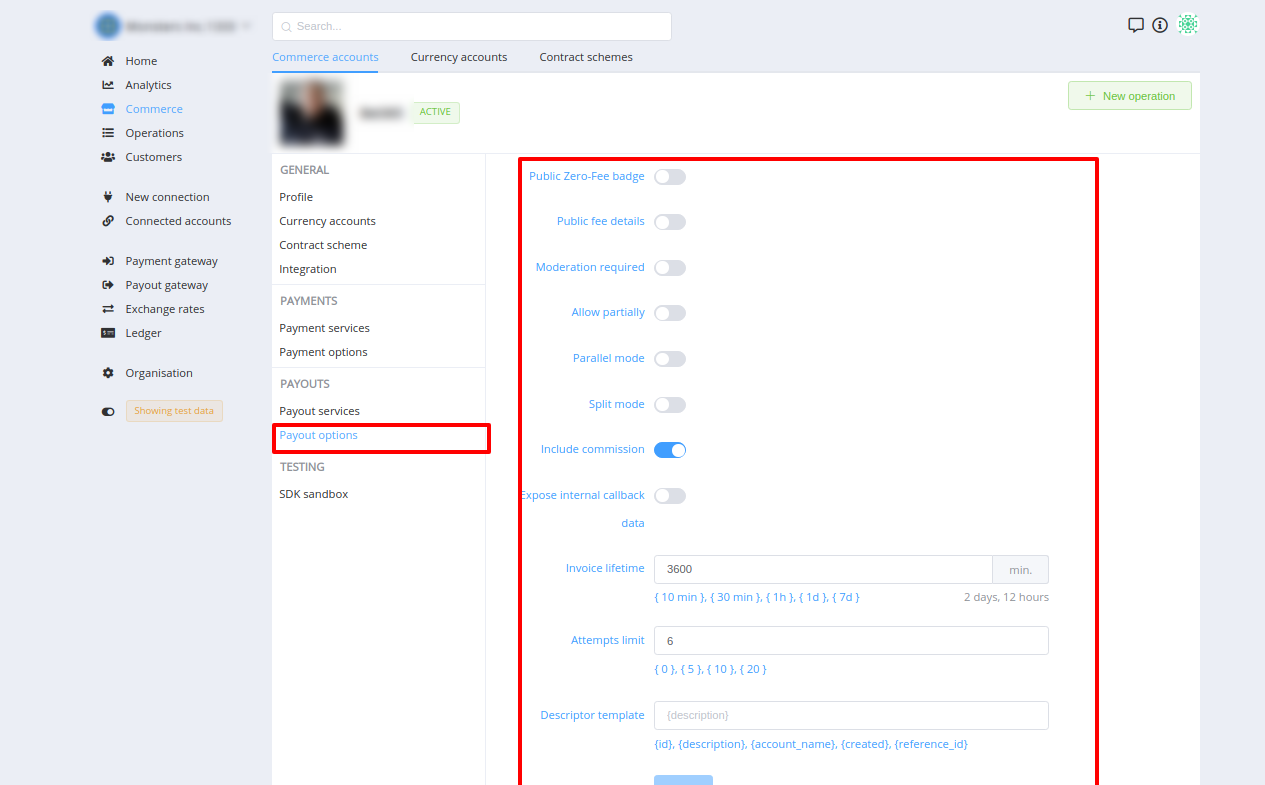 Search...
Home
Analytics
Commerce
Operations
Customers
New connection
Connected accounts
Payment gateway
Payout gateway
Exchange rates
Ledger
Organisation
Showing test data
Commerce accounts Currency accounts Contract schemes
ACTIVE
+ New operation
GENERAL
Profile
Currency accounts
Contract scheme
Integration
PAYMENTS
Payment services
Payment options
PAYOUTS
Payout services
Payout options
TESTING
SDK sandbox
Public Zero-Fee badge
Public fee details
Moderation required
Allow partially
Parallel mode
Split mode
Include commission
Expose internal callback
data
Invoice lifetime 3600 min.
{ 10 min }, { 30 min }, { 1h }, { 1d }, { 7d } 2 days, 12 hours
Attempts limit 6
{ 0 }, { 5 }, { 10 }, { 20 }
Descriptor template {description}
{id}, {description}, {account_name}, {created}, {reference_id}